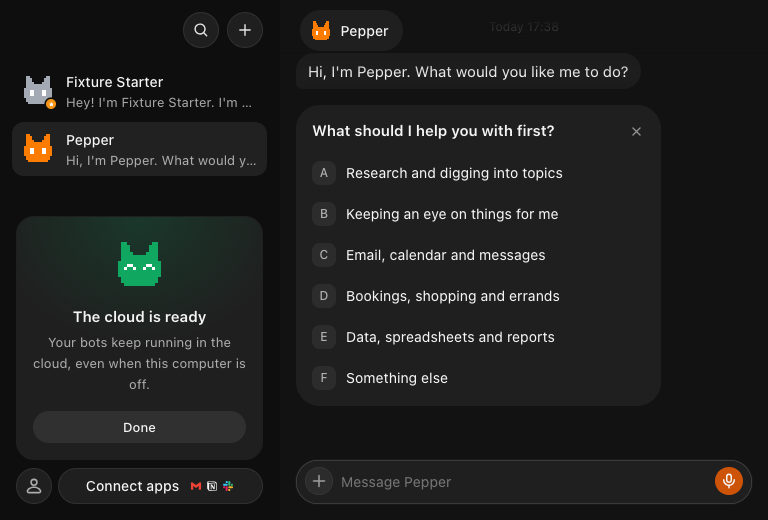 Fixture Starter
Hey! I'm Fixture Starter. I'm ...
Pepper
Hi, I'm Pepper. What would y...
The cloud is ready
Your bots keep running in the
cloud, even when this computer is
off.
Done
Connect apps
Pepper
Today 17:38
Hi, I'm Pepper. What would you like me to do?
What should I help you with first?
A Research and digging into topics
B Keeping an eye on things for me
C Email, calendar and messages
D Bookings, shopping and errands
E Data, spreadsheets and reports
F Something else
Message Pepper